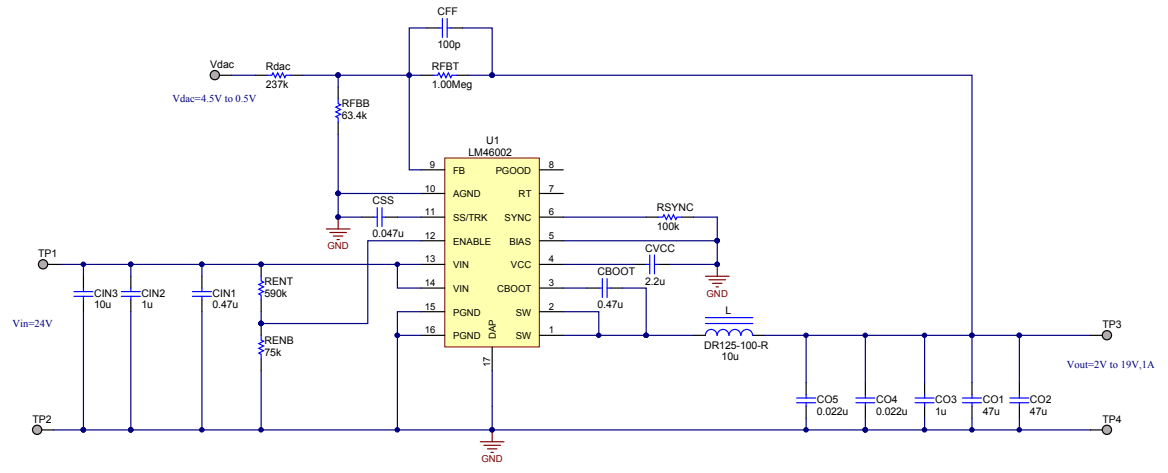 CFF
100p
Vdac
Rdac
237k
RFBT
1.00Meg
Vdac=4.5V to 0.5V
RFBB
63.4k
U1
LM46002
9 FB PGOOD 8
10 AGND RT 7
11 SS/TRK SYNC 6
12 ENABLE BIAS 5
13 VIN VCC 4
14 VIN CBOOT 3
15 PGND SW 2
16 PGND SW 1
DAP
17
CSS
0.047u
GND
RSYNC
100k
CVCC
2.2u
GND
CBOOT
0.47u
TP1
CIN3
10u
CIN2
1u
CIN1
0.47u
RENT
590k
RENB
75k
Vin=24V
TP2
GND
L
DR125-100-R
10u
TP3
Vout=2V to 19V,1A
CO5
0.022u
CO4
0.022u
CO3
1u
CO1
47u
CO2
47u
TP4